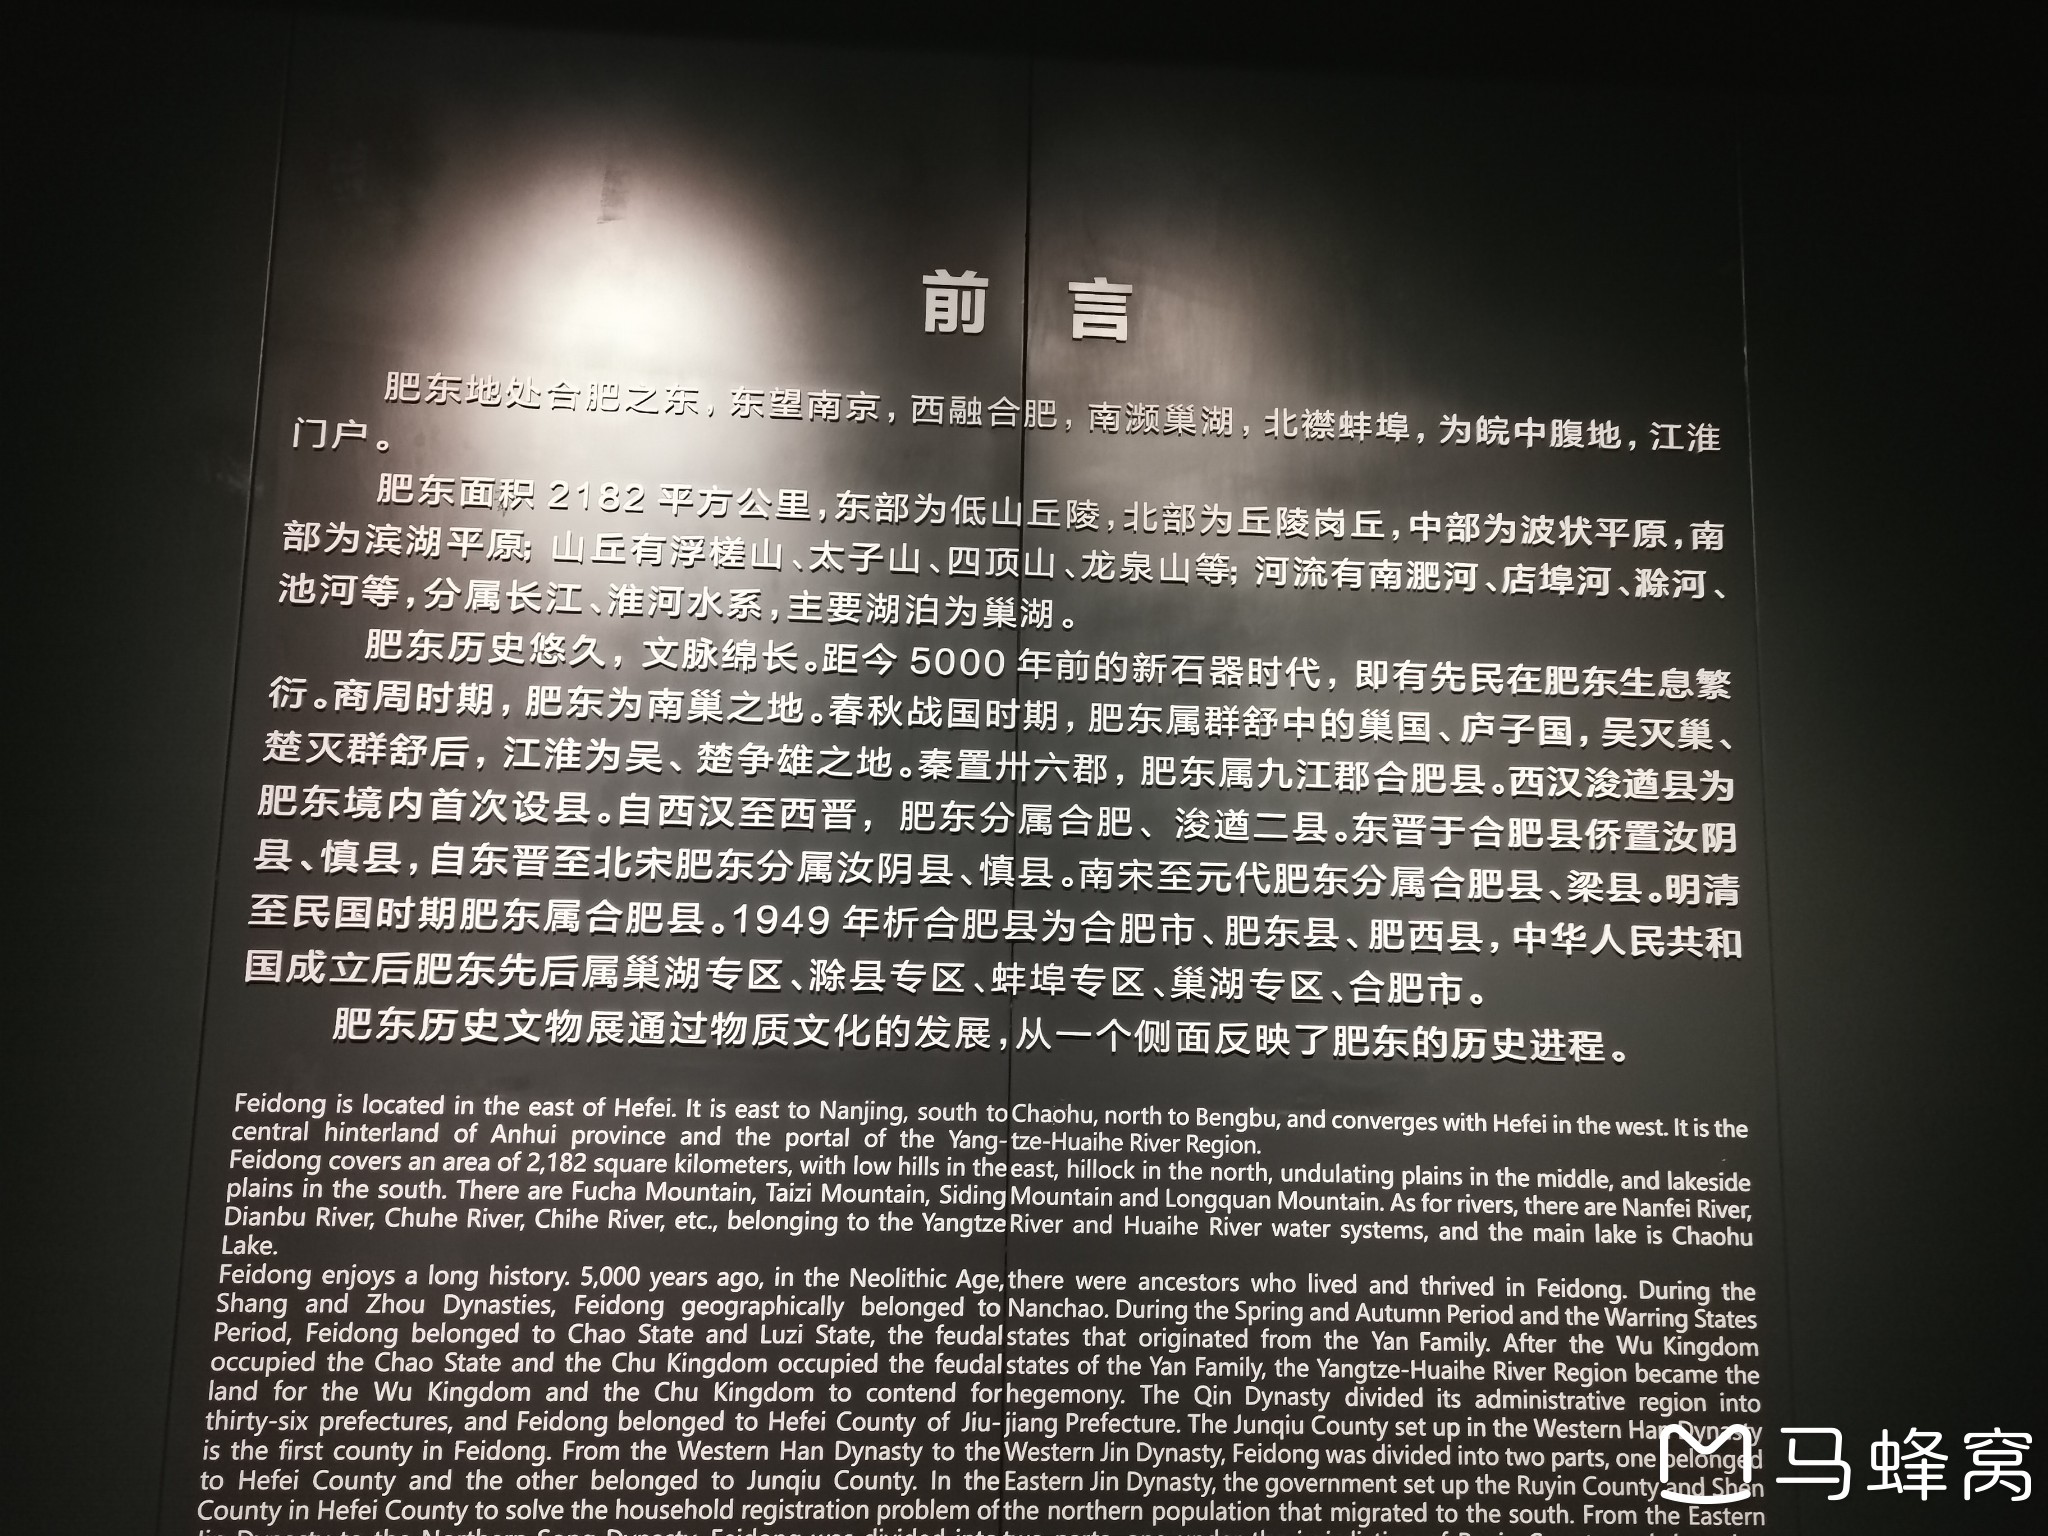 前 言
肥东地处合肥之东，东望南京，西融合肥，南濒巢湖，北襟蚌埠，为皖中腹地，江淮
门户。
肥东面积 2182 平方公里，东部为低山丘陵，北部为丘陵岗丘，中部为波状平原，南
部为滨湖平原；山丘有浮槎山、太子山、四顶山、龙泉山等；河流有南淝河、店埠河、滁河、
池河等，分属长江、淮河水系，主要湖泊为巢湖。
肥东历史悠久，文脉绵长。距今 5000 年前的新石器时代，即有先民在肥东生息繁
衍。商周时期，肥东为南巢之地。春秋战国时期，肥东属群舒中的巢国、庐子国，吴灭巢、
楚灭群舒后，江淮为吴、楚争雄之地。秦置卅六郡，肥东属九江郡合肥县。西汉浚遒县为
肥东境内首次设县。自西汉至西晋，肥东分属合肥、浚遒二县。东晋于合肥县侨置汝阴
县、慎县，自东晋至北宋肥东分属汝阴县、慎县。南宋至元代肥东分属合肥县、梁县。明清
至民国时期肥东属合肥县。1949 年析合肥县为合肥市、肥东县、肥西县，中华人民共和
国成立后肥东先后属巢湖专区、滁县专区、蚌埠专区、巢湖专区、合肥市。
肥东历史文物展通过物质文化的发展，从一个侧面反映了肥东的历史进程。
Feidong is located in the east of Hefei. It is east to Nanjing, south to Chaohu, north to Bengbu, and converges with Hefei in the west. It is the
central hinterland of Anhui province and the portal of the Yang-tze-Huaihe River Region.
Feidong covers an area of 2,182 square kilometers, with low hills in the east, hillock in the north, undulating plains in the middle, and lakeside
plains in the south. There are Fucha Mountain, Taizi Mountain, Siding Mountain and Longquan Mountain. As for rivers, there are Nanfei River,
Dianbu River, Chuhe River, Chihe River, etc., belonging to the Yangtze River and Huaihe River water systems, and the main lake is Chaohu
Lake.
Feidong enjoys a long history. 5,000 years ago, in the Neolithic Age, there were ancestors who lived and thrived in Feidong. During the
Shang and Zhou Dynasties, Feidong geographically belonged to Nanchao. During the Spring and Autumn Period and the Warring States
Period, Feidong belonged to Chao State and Luzi State, the feudal states that originated from the Yan Family. After the Wu Kingdom
occupied the Chao State and the Chu Kingdom occupied the feudal states of the Yan Family, the Yangtze-Huaihe River Region became the
land for the Wu Kingdom and the Chu Kingdom to contend for hegemony. The Qin Dynasty divided its administrative region into
thirty-six prefectures, and Feidong belonged to Hefei County of Jiu-jiang Prefecture. The Junqiu County set up in the Western Han Dynasty
is the first county in Feidong. From the Western Han Dynasty to the Western Jin Dynasty, Feidong was divided into two parts, one belonged
to Hefei County and the other belonged to Junqiu County. In the Eastern Jin Dynasty, the government set up the Ruyin County and Shen
County in Hefei County to solve the household registration problem of the northern population that migrated to the south. From the Eastern
马蜂窝